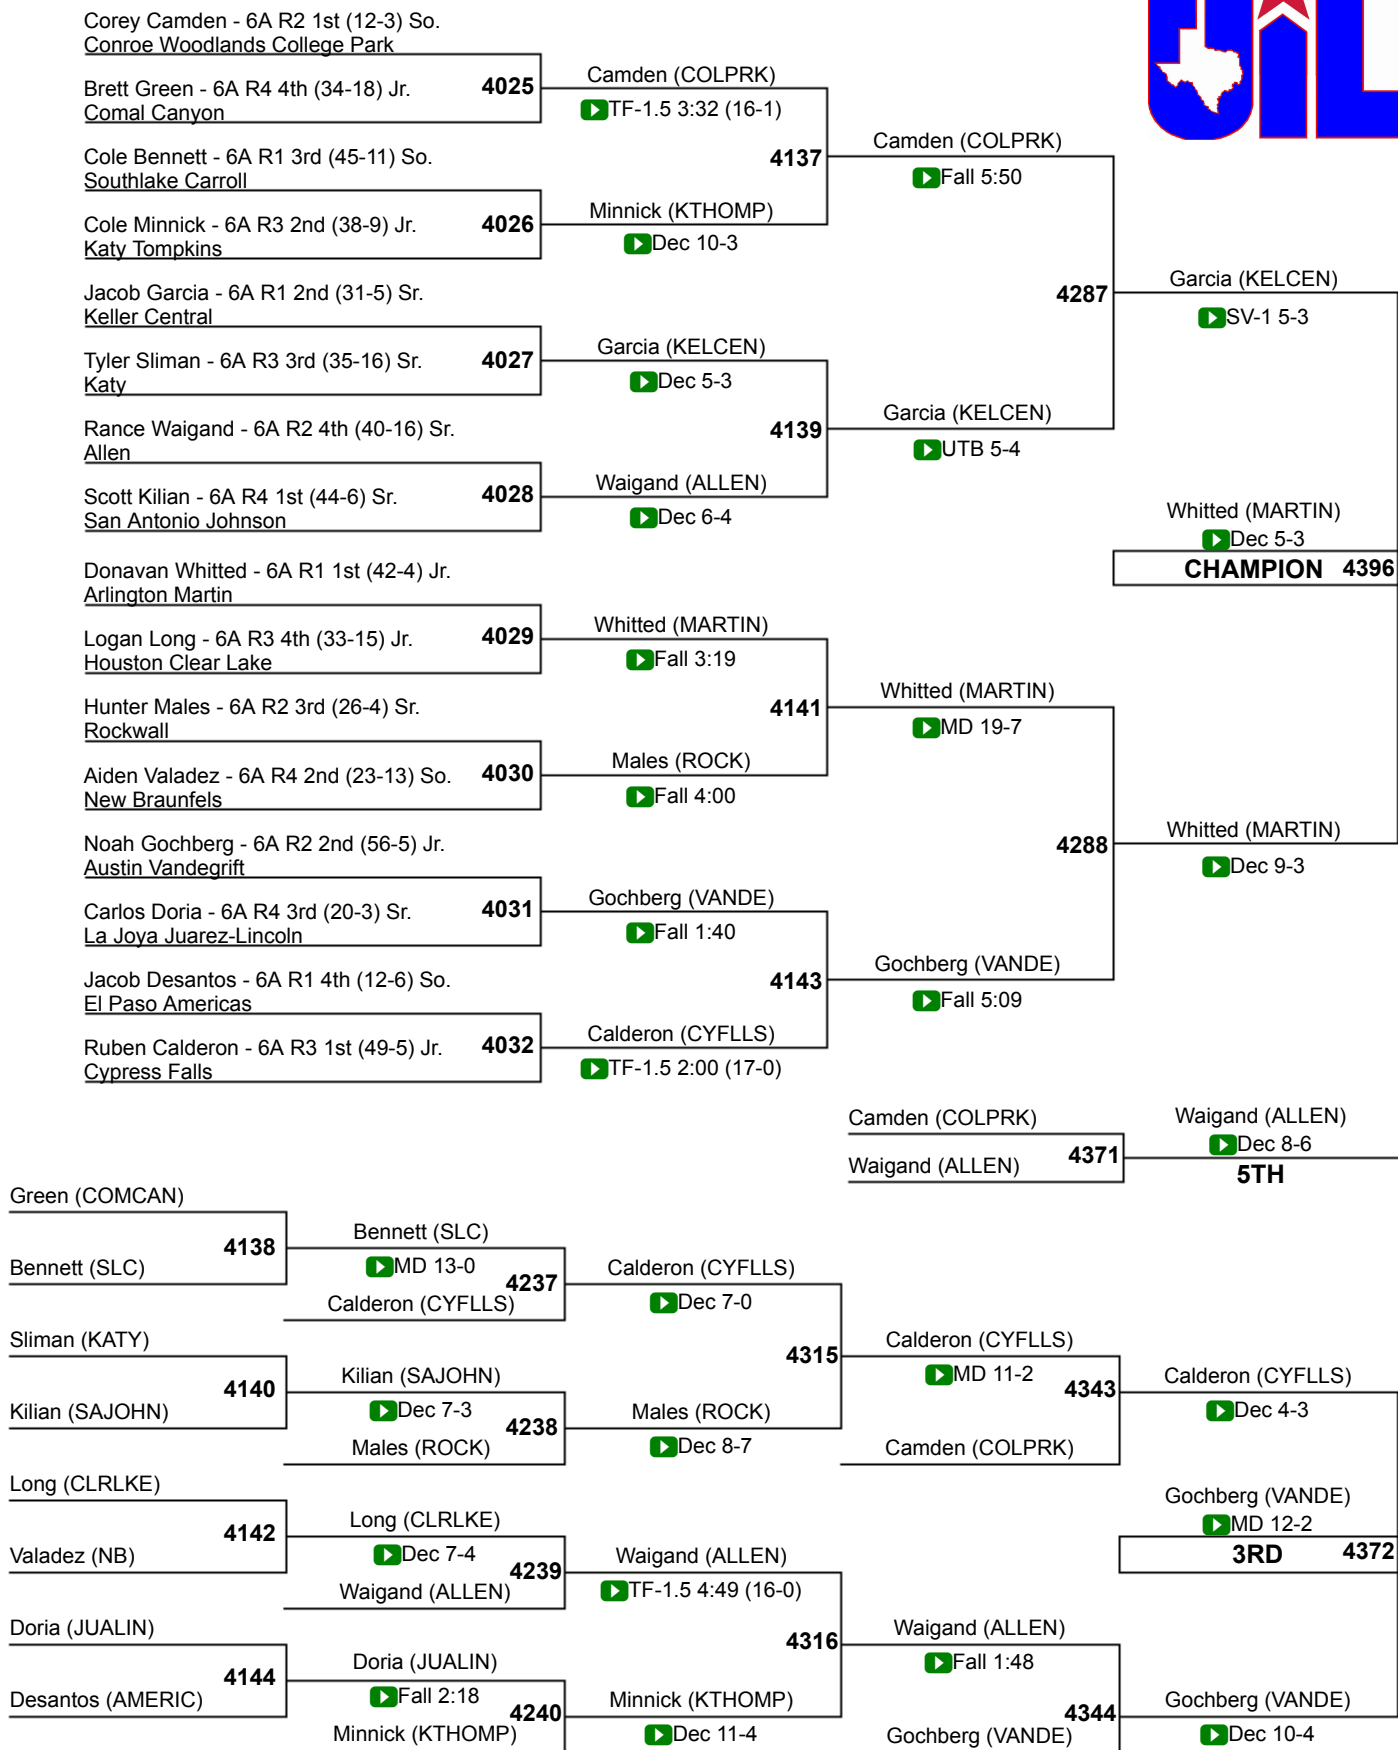 UIL
Corey Camden - 6A R2 1st (12-3) So.
Conroe Woodlands College Park
Brett Green - 6A R4 4th (34-18) Jr.
Comal Canyon
4025
Camden (COLPRK)
TF-1.5 3:32 (16-1)
Cole Bennett - 6A R1 3rd (45-11) So.
Southlake Carroll
Cole Minnick - 6A R3 2nd (38-9) Jr.
Katy Tompkins
4026
Minnick (KTHOMP)
Dec 10-3
4137
Camden (COLPRK)
Fall 5:50
Jacob Garcia - 6A R1 2nd (31-5) Sr.
Keller Central
Tyler Sliman - 6A R3 3rd (35-16) Sr.
Katy
4027
Garcia (KELCEN)
Dec 5-3
Rance Waigand - 6A R2 4th (40-16) Sr.
Allen
Scott Kilian - 6A R4 1st (44-6) Sr.
San Antonio Johnson
4028
Waigand (ALLEN)
Dec 6-4
4139
Garcia (KELCEN)
UTB 5-4
4287
Garcia (KELCEN)
SV-1 5-3
Whitted (MARTIN)
Dec 5-3
CHAMPION 4396
Donavan Whitted - 6A R1 1st (42-4) Jr.
Arlington Martin
Logan Long - 6A R3 4th (33-15) Jr.
Houston Clear Lake
4029
Whitted (MARTIN)
Fall 3:19
Hunter Males - 6A R2 3rd (26-4) Sr.
Rockwall
Aiden Valadez - 6A R4 2nd (23-13) So.
New Braunfels
4030
Males (ROCK)
Fall 4:00
4141
Whitted (MARTIN)
MD 19-7
Noah Gochberg - 6A R2 2nd (56-5) Jr.
Austin Vandegrift
Carlos Doria - 6A R4 3rd (20-3) Sr.
La Joya Juarez-Lincoln
4031
Gochberg (VANDE)
Fall 1:40
Jacob Desantos - 6A R1 4th (12-6) So.
El Paso Americas
Ruben Calderon - 6A R3 1st (49-5) Jr.
Cypress Falls
4032
Calderon (CYFLLS)
TF-1.5 2:00 (17-0)
4143
Gochberg (VANDE)
Fall 5:09
4288
Whitted (MARTIN)
Dec 9-3
Camden (COLPRK)
Waigand (ALLEN)
4371
Waigand (ALLEN)
Dec 8-6
5TH
Green (COMCAN)
Bennett (SLC)
4138
Bennett (SLC)
MD 13-0
Calderon (CYFLLS)
4237
Calderon (CYFLLS)
Dec 7-0
Sliman (KATY)
Kilian (SAJOHN)
4140
Kilian (SAJOHN)
Dec 7-3
Males (ROCK)
4238
Males (ROCK)
Dec 8-7
4315
Calderon (CYFLLS)
MD 11-2
Camden (COLPRK)
4343
Calderon (CYFLLS)
Dec 4-3
Long (CLRLKE)
Valadez (NB)
4142
Long (CLRLKE)
Dec 7-4
Waigand (ALLEN)
4239
Waigand (ALLEN)
TF-1.5 4:49 (16-0)
Gochberg (VANDE)
MD 12-2
3RD 4372
Doria (JUALIN)
Desantos (AMERIC)
4144
Doria (JUALIN)
Fall 2:18
Minnick (KTHOMP)
4240
Minnick (KTHOMP)
Dec 11-4
4316
Waigand (ALLEN)
Fall 1:48
Gochberg (VANDE)
4344
Gochberg (VANDE)
Dec 10-4